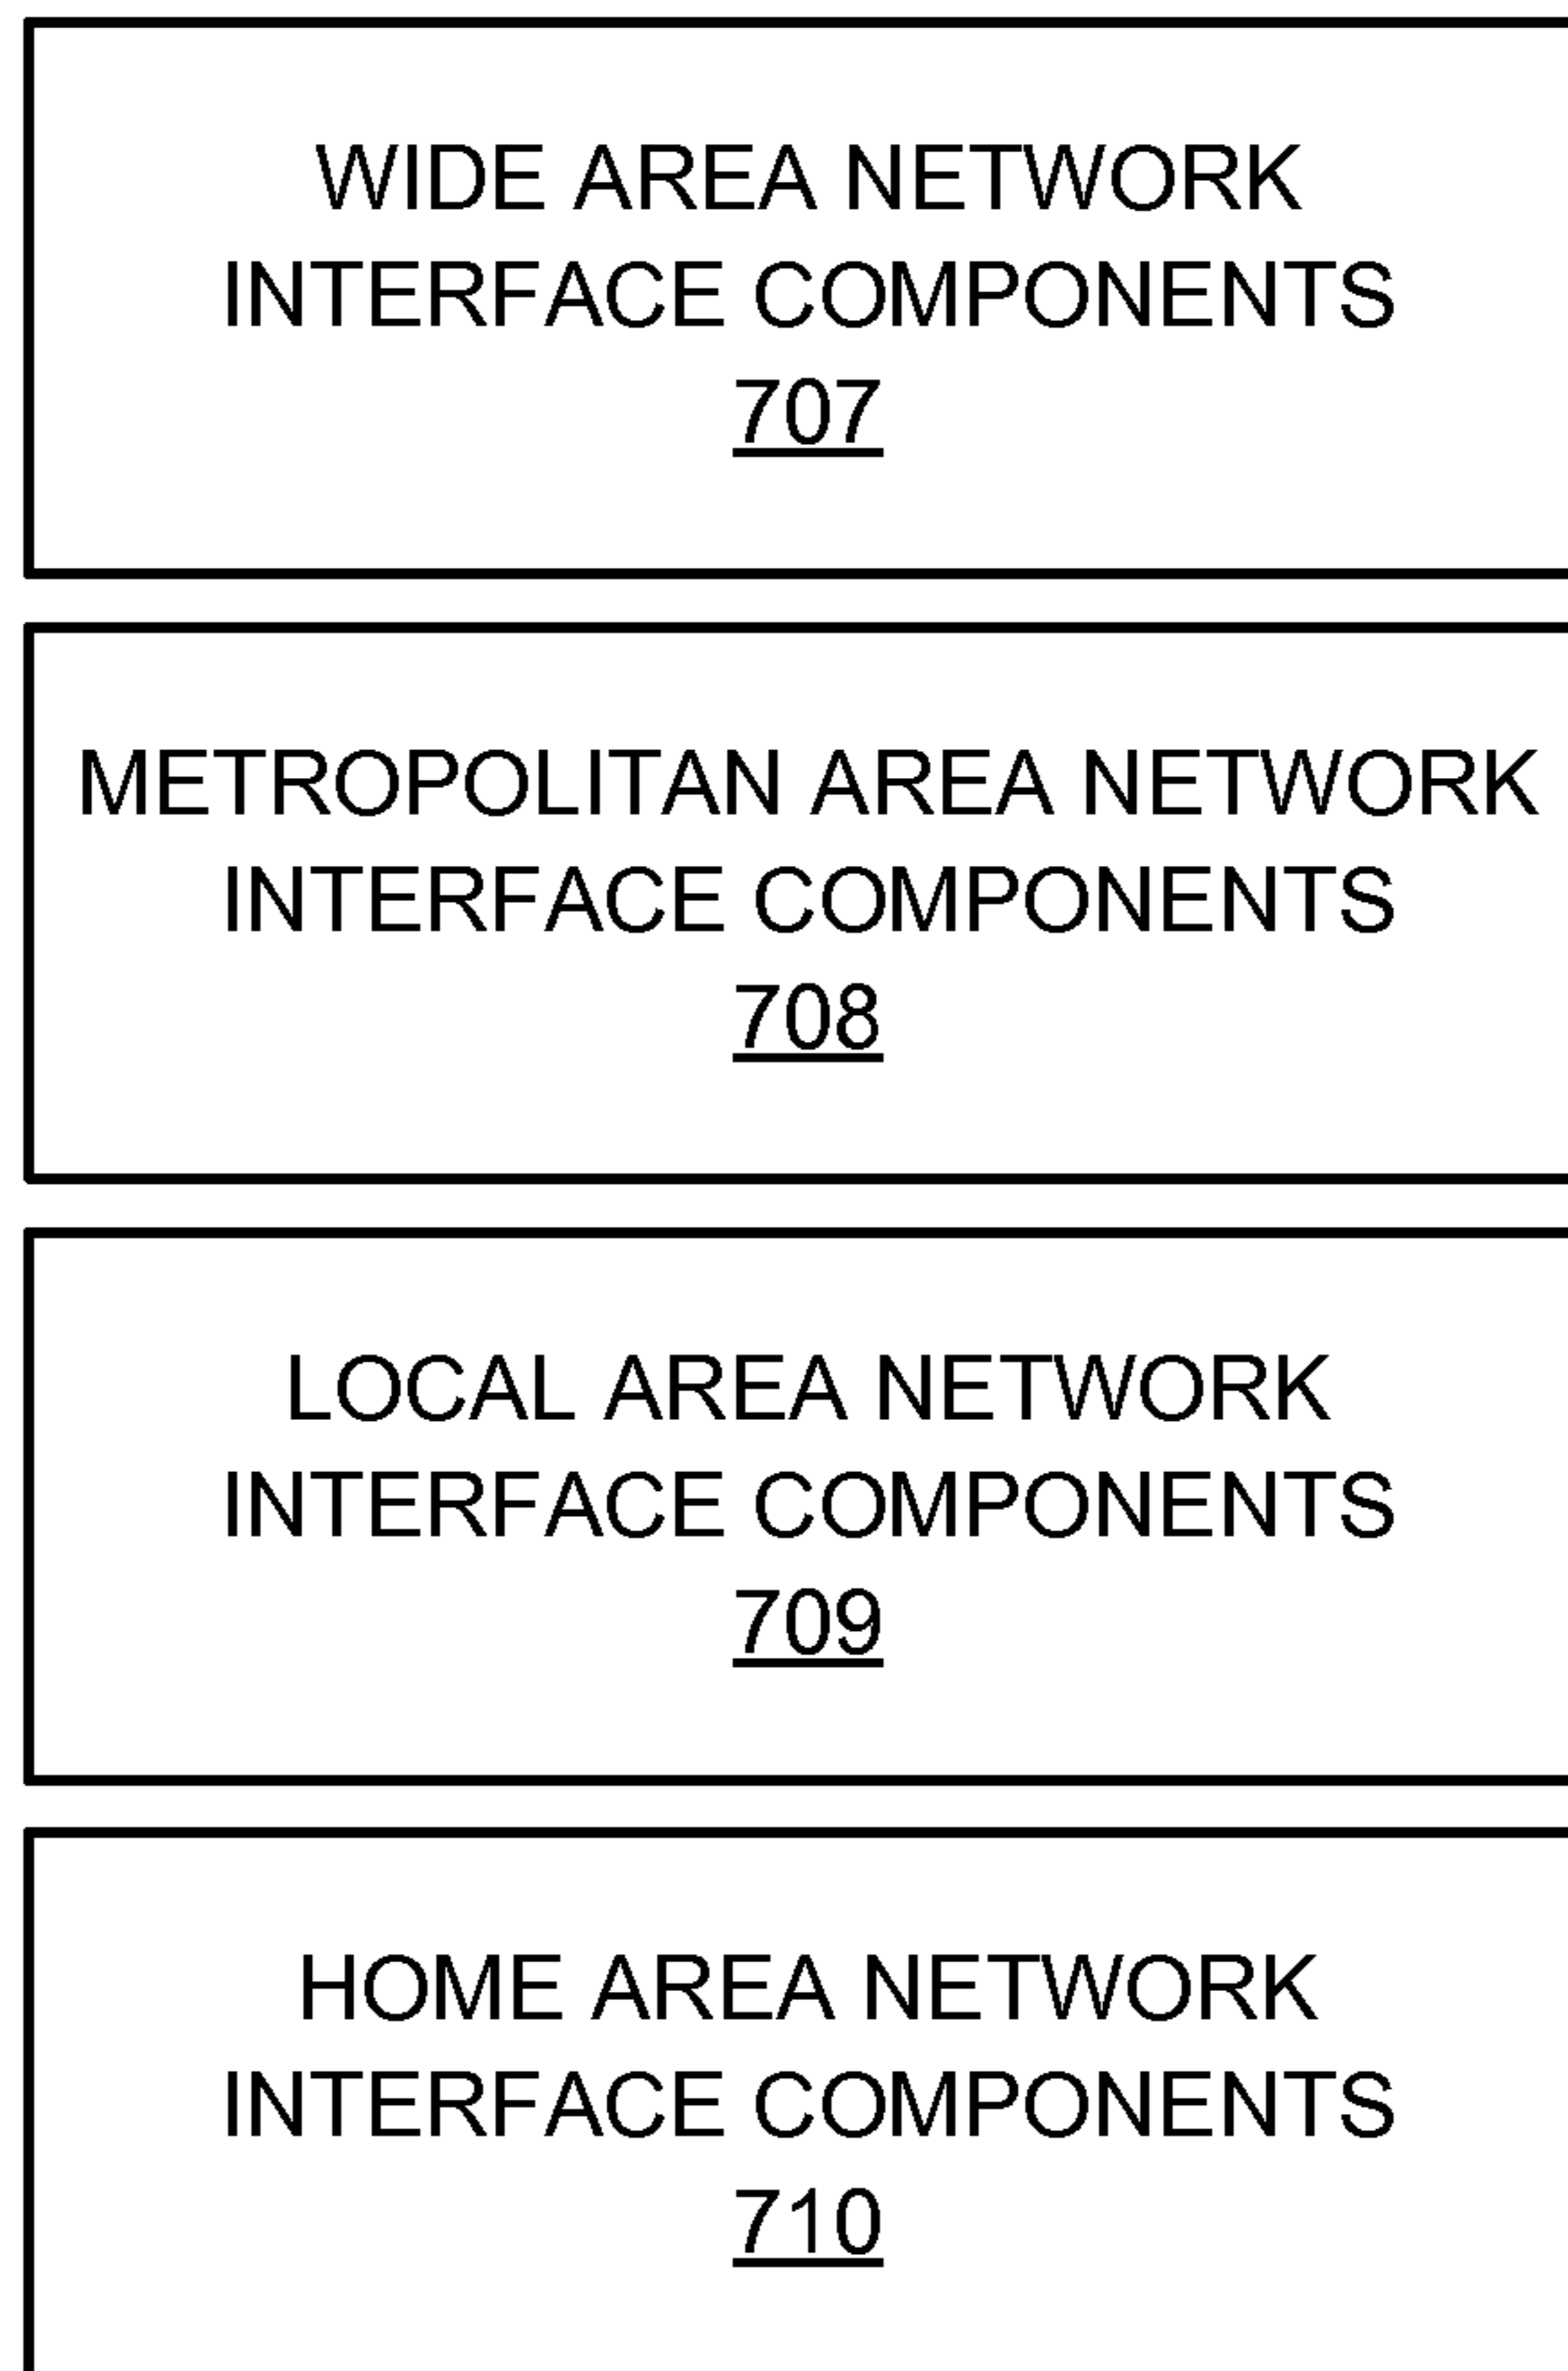 WIDE AREA NETWORK
INTERFACE COMPONENTS
707
METROPOLITAN AREA NETWORK
INTERFACE COMPONENTS
708
LOCAL AREA NETWORK
INTERFACE COMPONENTS
709
HOME AREA NETWORK
INTERFACE COMPONENTS
710